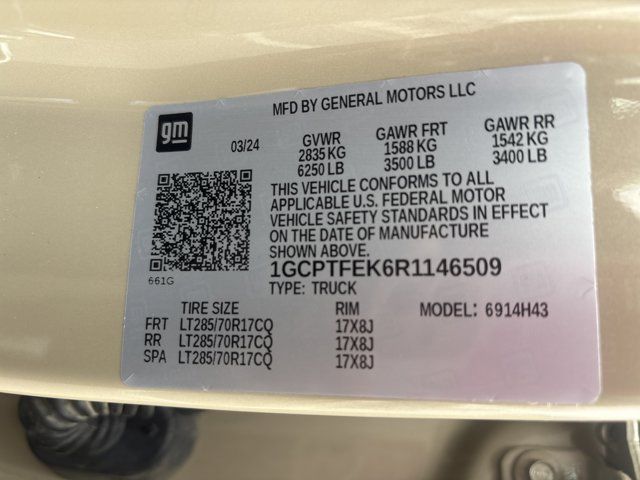 MFD BY GENERAL MOTORS LLC
gm
03/24
GVWR GAWR FRT GAWR RR
2835 KG 1588 KG 1542 KG
6250 LB 3500 LB 3400 LB
THIS VEHICLE CONFORMS TO ALL
APPLICABLE U.S. FEDERAL MOTOR
VEHICLE SAFETY STANDARDS IN EFFECT
ON THE DATE OF MANUFACTURE
SHOWN ABOVE.
661G
1GCPTFEK6R1146509
TYPE: TRUCK
TIRE SIZE RIM MODEL: 6914H43
FRT LT285/70R17CQ 17X8J
RR LT285/70R17CQ 17X8J
SPA LT285/70R17CQ 17X8J